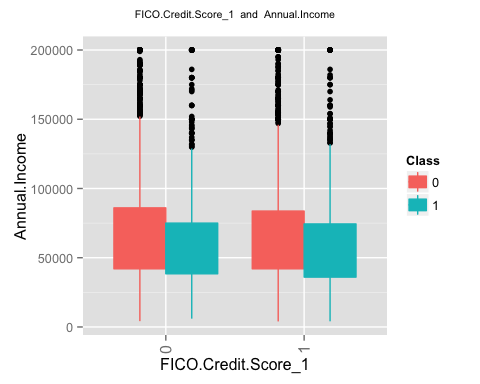 FICO.Credit.Score_1 and Annual.Income
200000
150000
100000
50000
0
Annual.Income
0
1
FICO.Credit.Score_1
Class
0
1